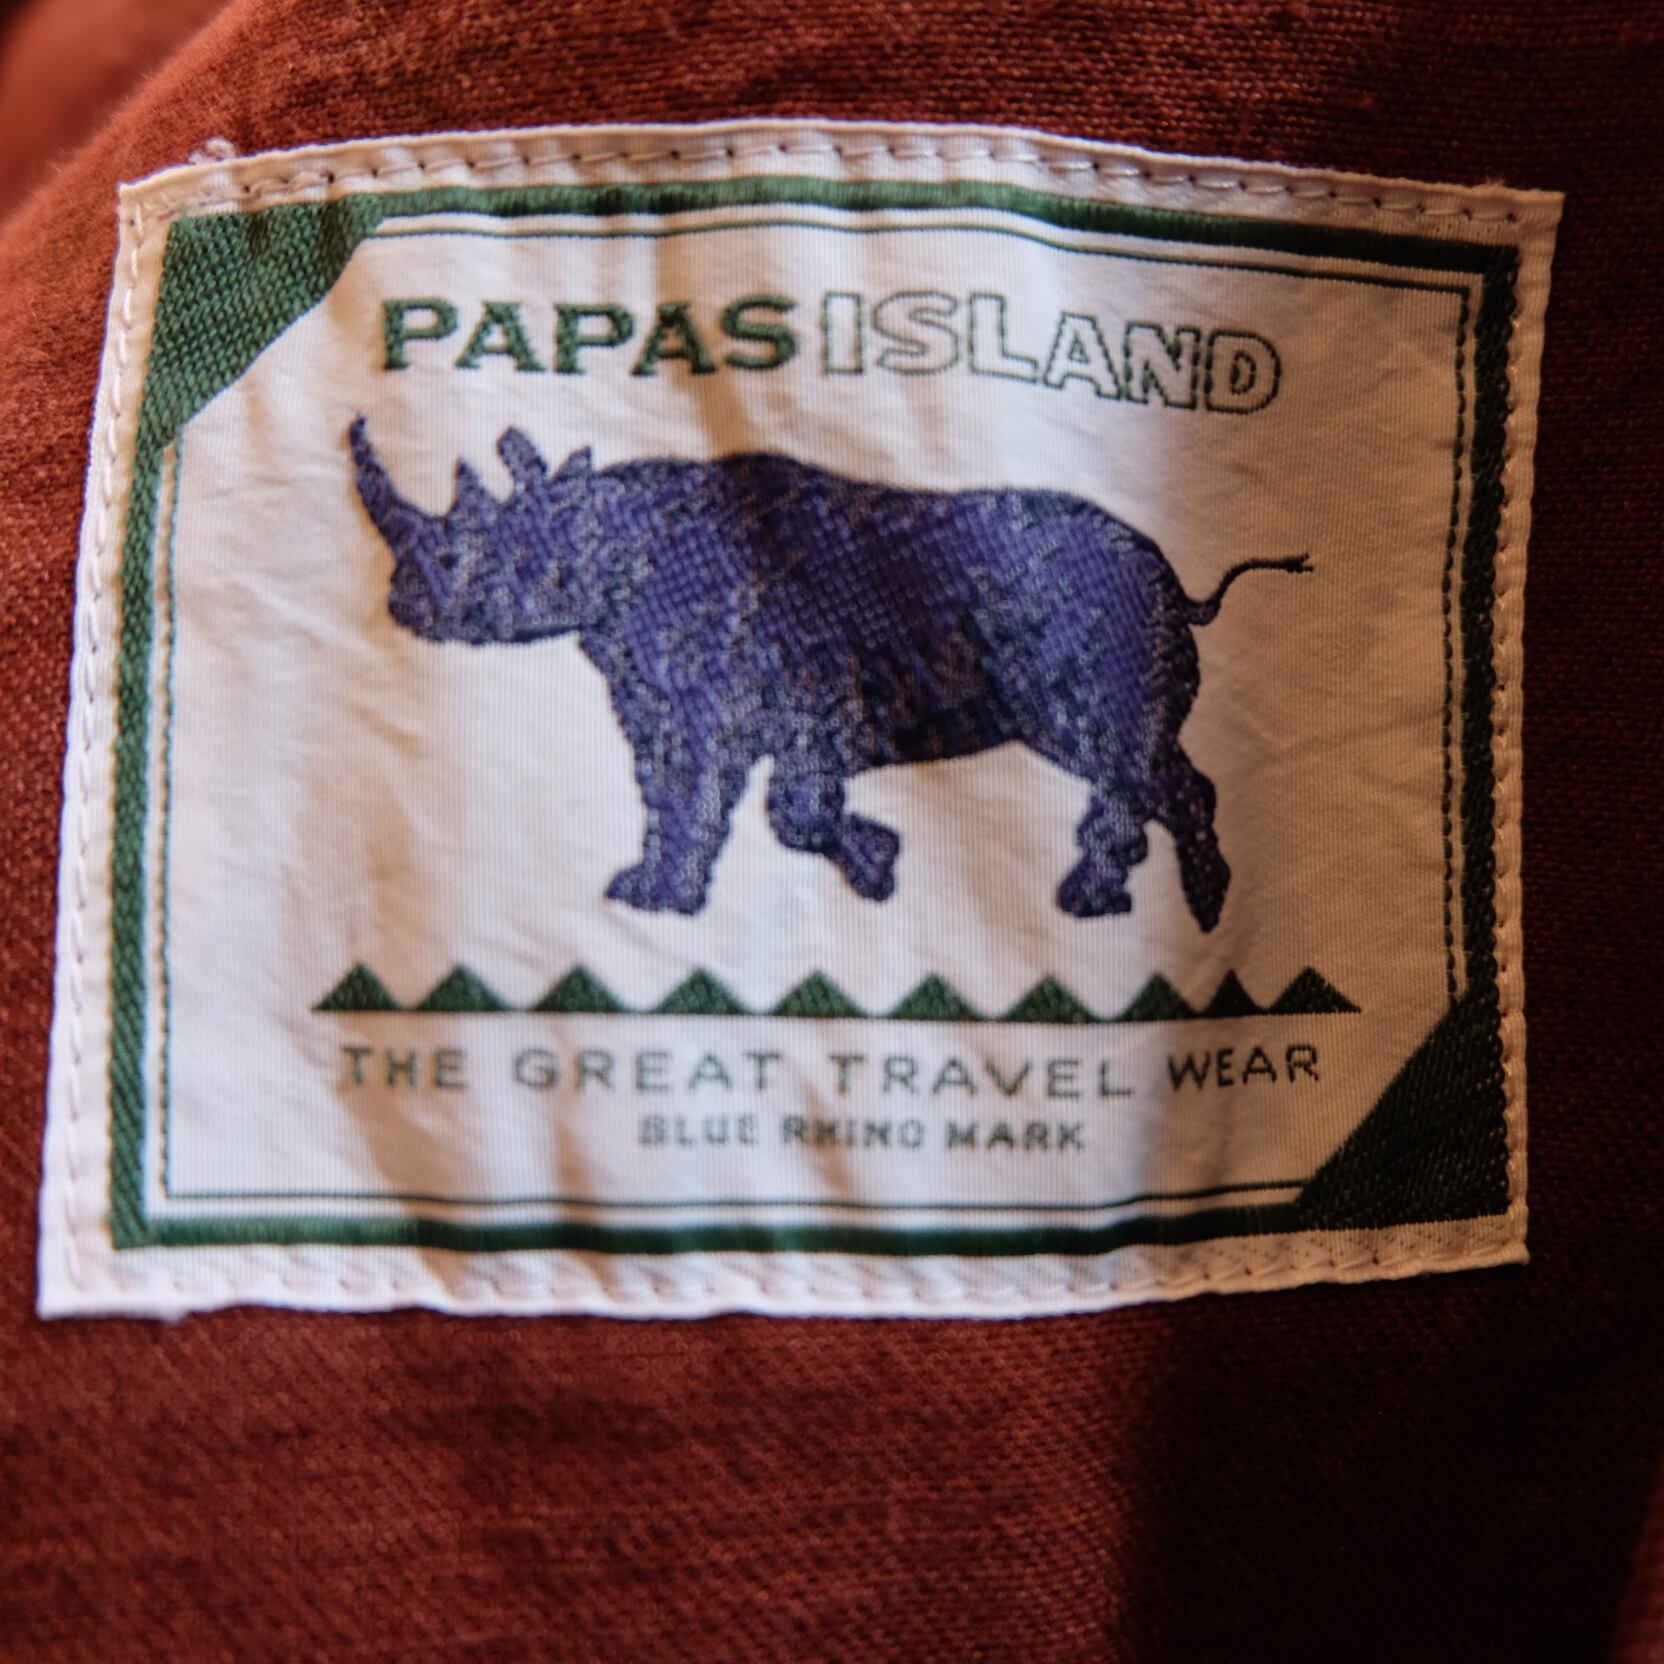 PAPAS ISLAND
THE GREAT TRAVEL WEAR
BLUE RHINO MARK